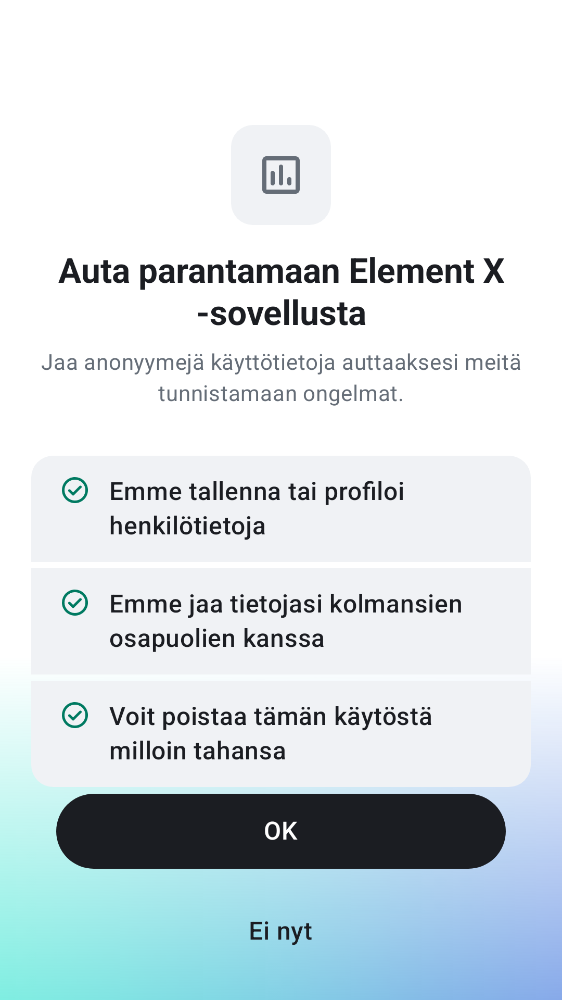 Auta parantamaan Element X
-sovellusta
Jaa anonyymejä käyttötietoja auttaaksesi meitä
tunnistamaan ongelmat.
Emme tallenna tai profiloi
henkilötietoja
Emme jaa tietojasi kolmansien
osapuolien kanssa
Voit poistaa tämän käytöstä
milloin tahansa
OK
Ei nyt